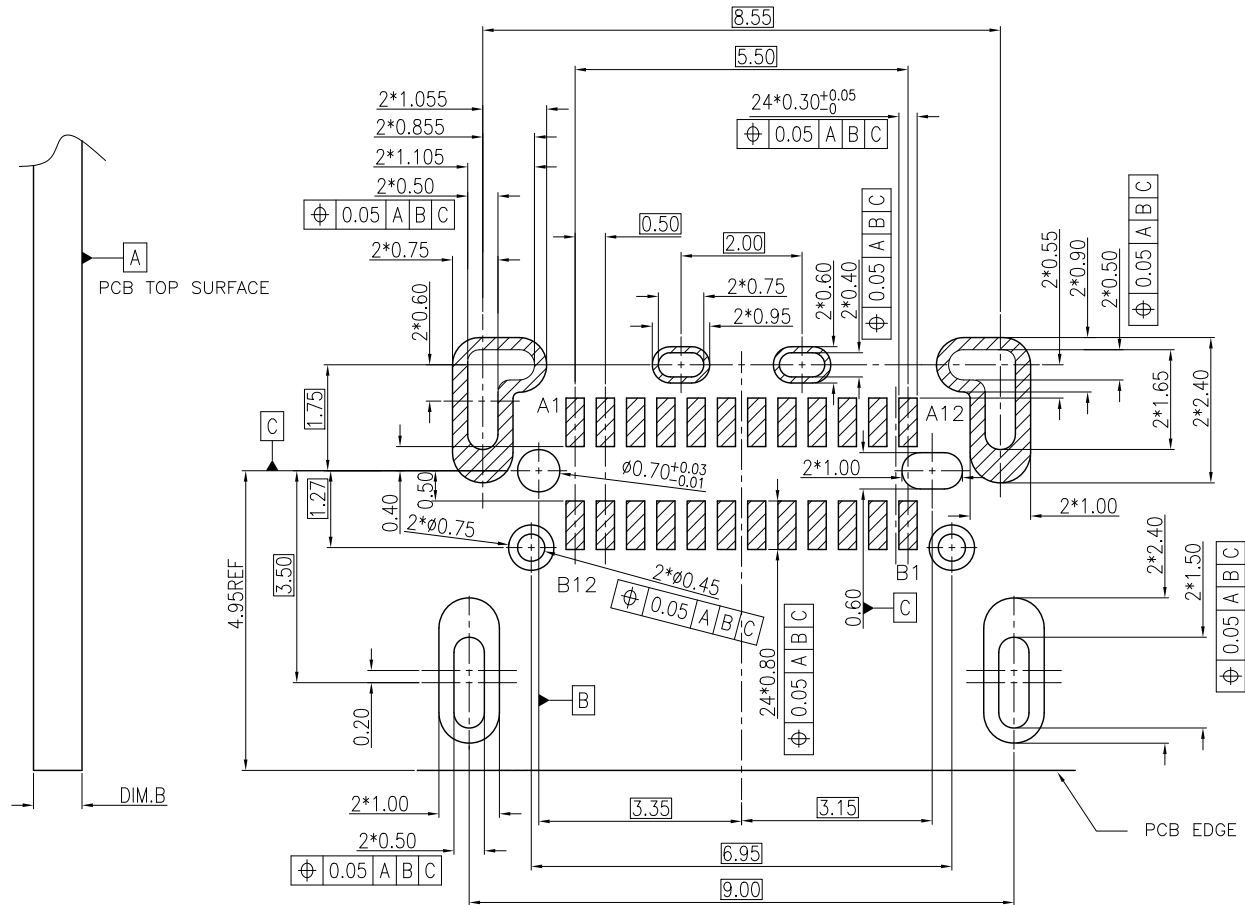 8.55
5.50
2*1.055
24*0.30 +0.05 -0
2*0.855
⌖ 0.05 A B C
2*1.105
2*0.50
⌖ 0.05 A B C
0.50
2.00
2*0.75
A
PCB TOP SURFACE
2*0.60
2*0.75
2*0.95
2*0.60
2*0.40
⌖ 0.05 A B C
2*0.55
2*0.90
2*0.50
⌖ 0.05 A B C
2*1.65
2*2.40
1.75
C
A1
A12
ø0.70 +0.03 -0.01
2*1.00
1.27
0.40
0.50
2*ø0.75
2*1.00
4.95REF
3.50
B12
2*ø0.45
⌖ 0.05 A B C
B1
0.60
C
2*2.40
2*1.50
⌖ 0.05 A B C
24*0.80
⌖ 0.05 A B C
0.20
B
DIM.B
2*1.00
3.35
3.15
PCB EDGE
2*0.50
⌖ 0.05 A B C
6.95
9.00